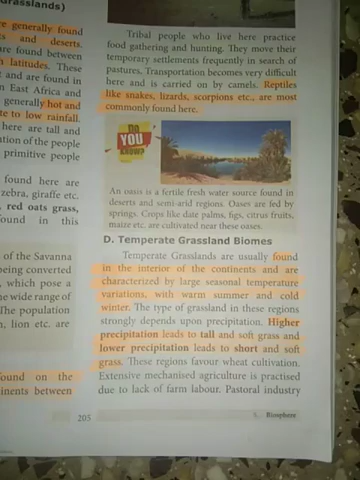 Grasslands)
re generally found
ts and deserts.
are found between
h latitudes. These
t and are found in
n East Africa and
generally hot and
te to low rainfall.
here are tall and
ation of the people
primitive people
found here are
zebra, giraffe etc.
, red oats grass,
found in this
of the Savanna
being converted
, which pose a
he wide range of
The population
n, lion etc. are
found on the
inents between
Tribal people who live here practice
food gathering and hunting. They move their
temporary settlements frequently in search of
pastures. Transportation becomes very difficult
here and is carried on by camels. Reptiles
like snakes, lizards, scorpions etc., are most
commonly found here.
DO
YOU
KNOW?
An oasis is a fertile fresh water source found in
deserts and semi-arid regions. Oases are fed by
springs. Crops like date palms, figs, citrus fruits,
maize etc. are cultivated near these oases.
D. Temperate Grassland Biomes
Temperate Grasslands are usually found
in the interior of the continents and are
characterized by large seasonal temperature
variations, with warm summer and cold
winter. The type of grassland in these regions
strongly depends upon precipitation. Higher
precipitation leads to tall and soft grass and
lower precipitation leads to short and soft
grass. These regions favour wheat cultivation.
Extensive mechanised agriculture is practised
due to lack of farm labour. Pastoral industry
205
Biosphere